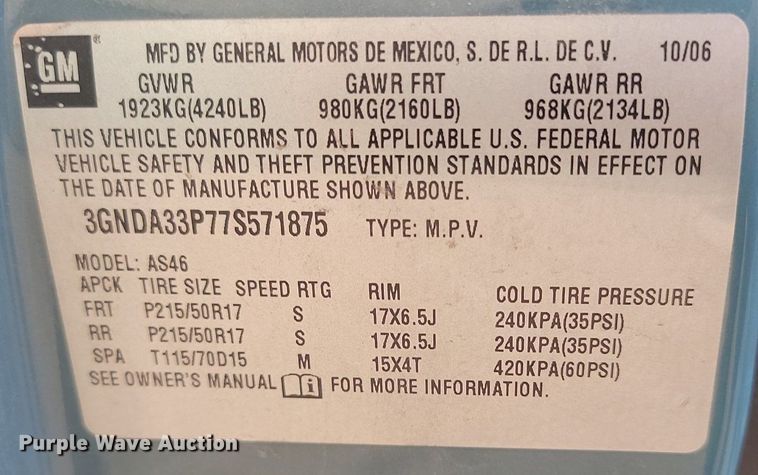 GM ® MFD BY GENERAL MOTORS DE MEXICO, S. DE R.L. DE C.V. 10/06
GVWR GAWR FRT GAWR RR
1923KG(4240LB) 980KG(2160LB) 968KG(2134LB)
THIS VEHICLE CONFORMS TO ALL APPLICABLE U.S. FEDERAL MOTOR
VEHICLE SAFETY AND THEFT PREVENTION STANDARDS IN EFFECT ON
THE DATE OF MANUFACTURE SHOWN ABOVE.
3GNDA33P77S571875 TYPE: M.P.V.
MODEL: AS46
APCK TIRE SIZE SPEED RTG RIM COLD TIRE PRESSURE
FRT P215/50R17 S 17X6.5J 240KPA(35PSI)
RR P215/50R17 S 17X6.5J 240KPA(35PSI)
SPA T115/70D15 M 15X4T 420KPA(60PSI)
SEE OWNER'S MANUAL i FOR MORE INFORMATION.
Purple Wave Auction